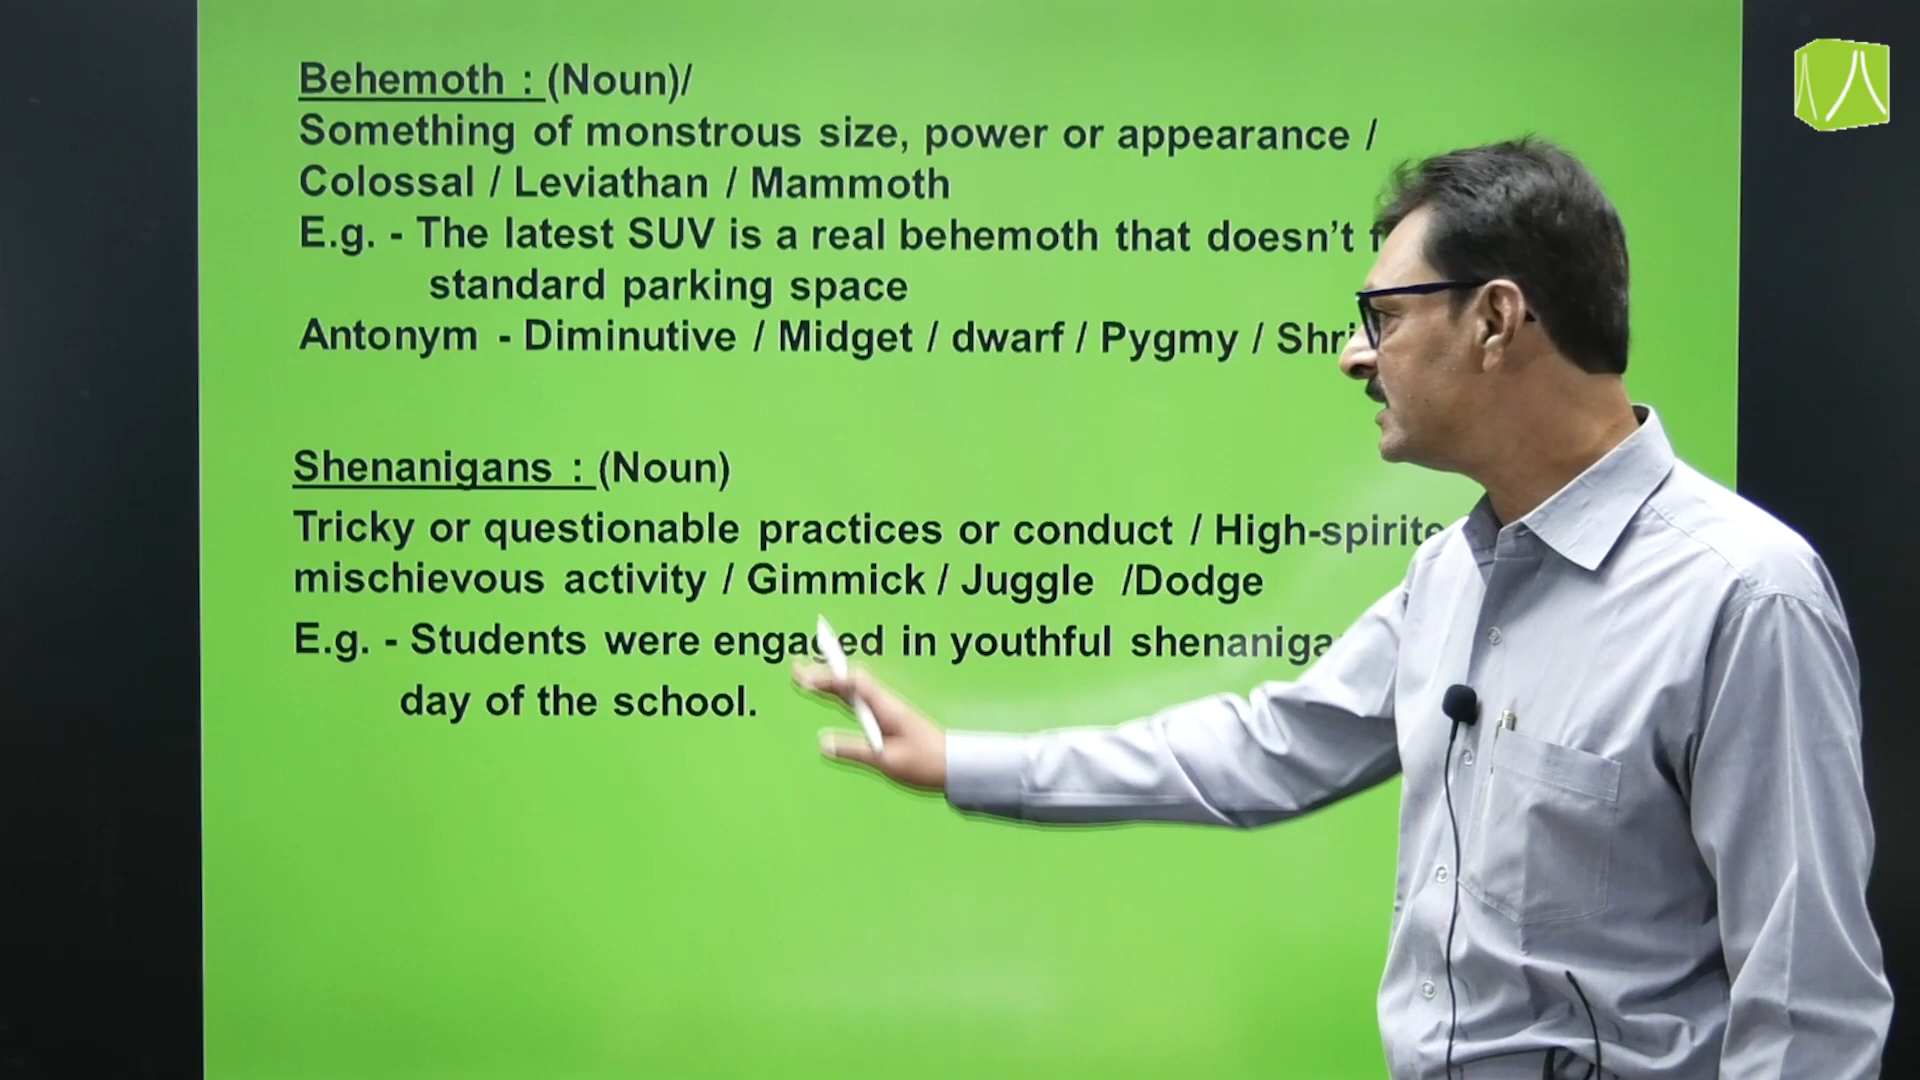 Behemoth : (Noun)/
Something of monstrous size, power or appearance /
Colossal / Leviathan / Mammoth
E.g. - The latest SUV is a real behemoth that doesn’t
standard parking space
Antonym - Diminutive / Midget / dwarf / Pygmy /
Shenanigans : (Noun)
Tricky or questionable practices or conduct /
mischievous activity / Gimmick / Juggle /Dodge
E.g. - Students were engaged in youthful
day of the school.